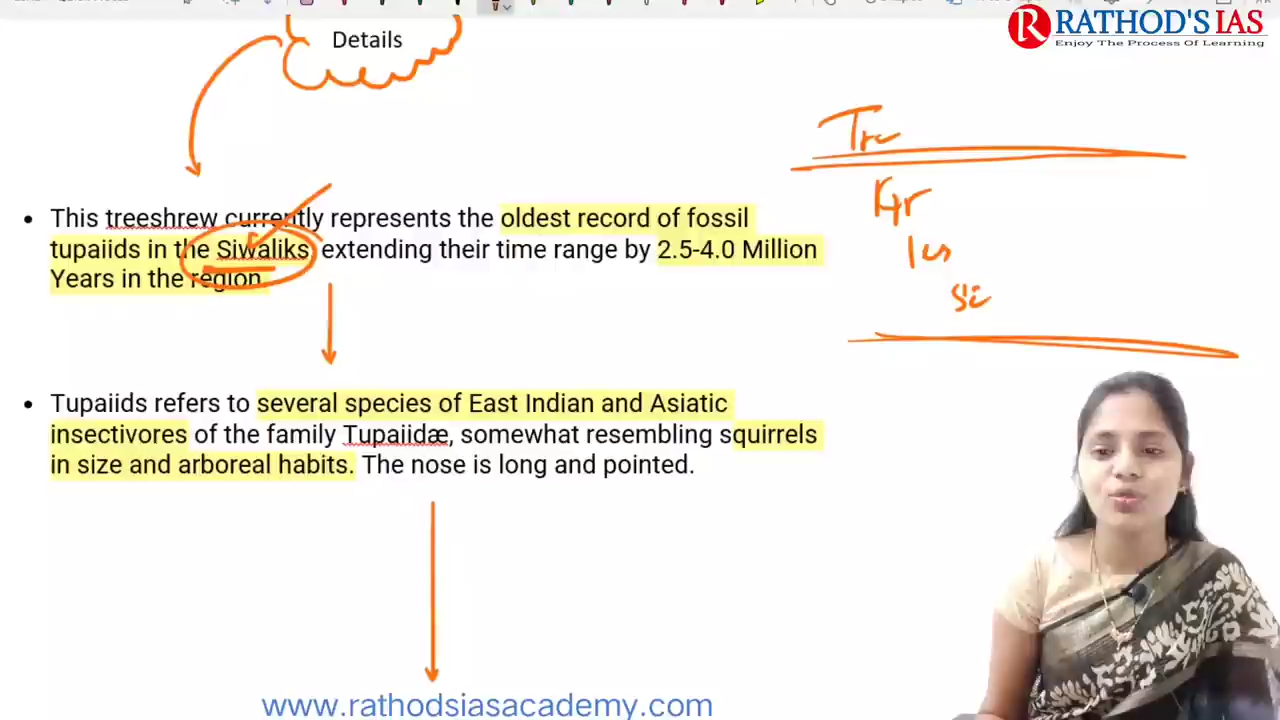 RATHOD'S IAS
Enjoy The Process Of Learning
Details
Tre
• This treeshrew currently represents the oldest record of fossil
tupaiids in the Siwaliks, extending their time range by 2.5-4.0 Million
Years in the region.
• Tupaiids refers to several species of East Indian and Asiatic
insectivores of the family Tupaiidæ, somewhat resembling squirrels
in size and arboreal habits. The nose is long and pointed.
www.rathodsiasacademy.com